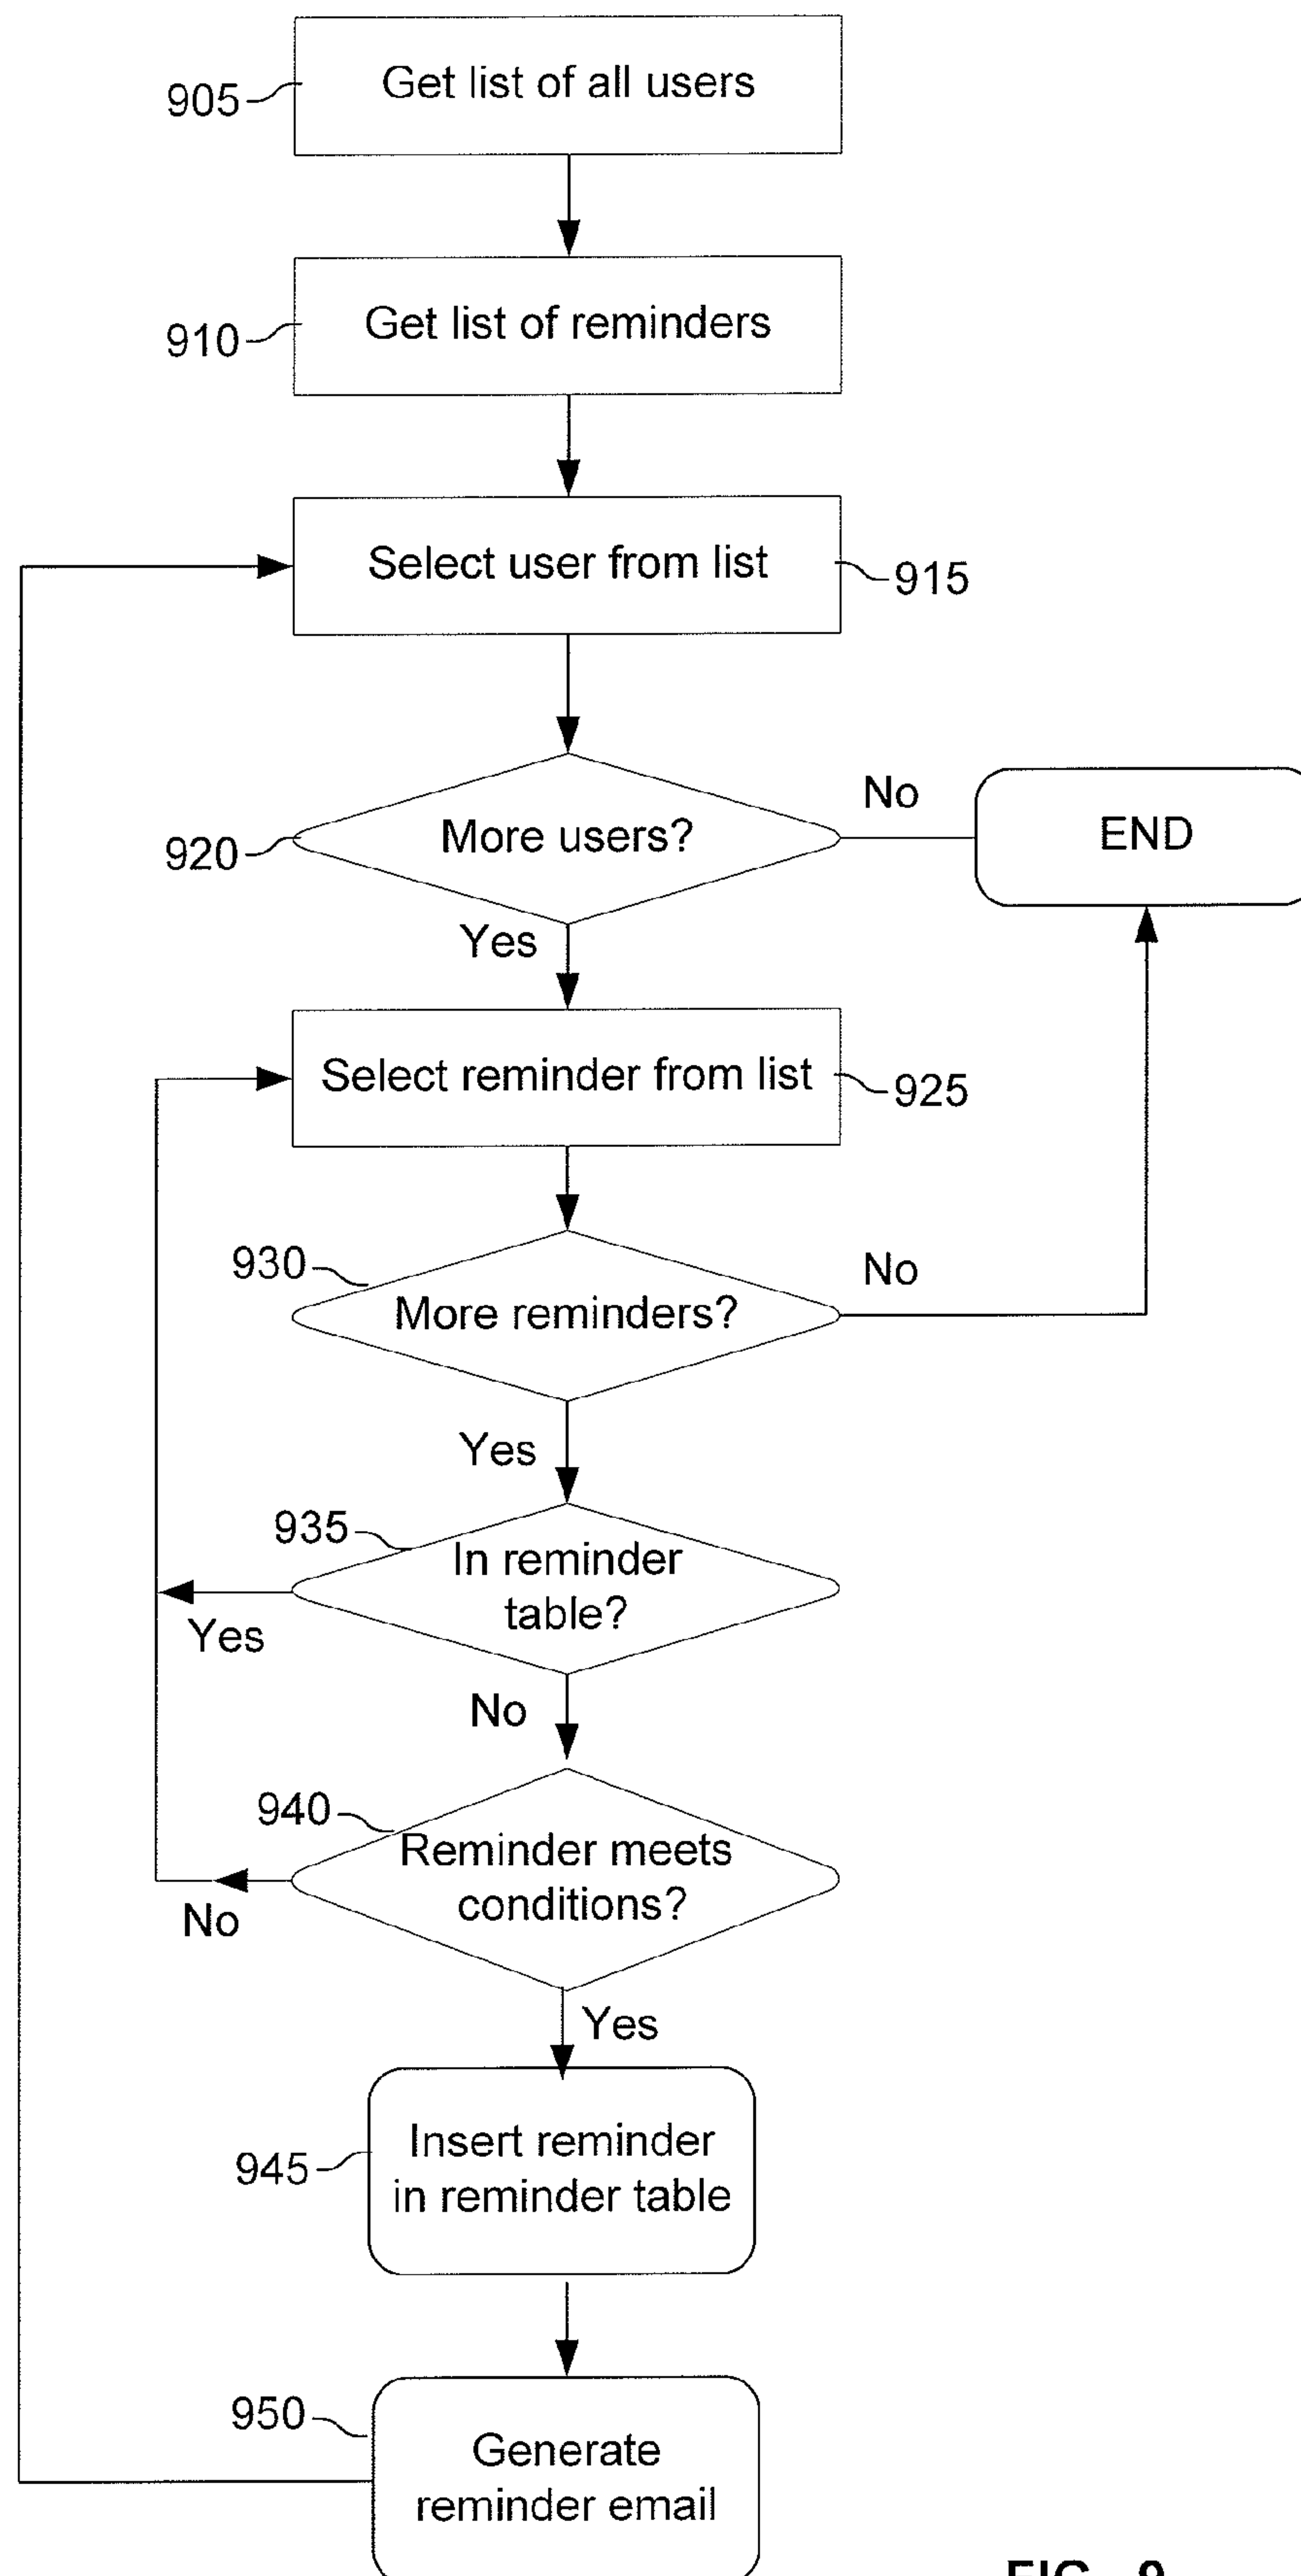 Get list of all users
905
Get list of reminders
910
Select user from list
915
No
More users?
END
920
Yes
Select reminder from list
925
930
No
More reminders?
Yes
935
In reminder
table?
Yes
No
940
Reminder meets
conditions?
No
Yes
Insert reminder
945
in reminder table
950
Generate
reminder email